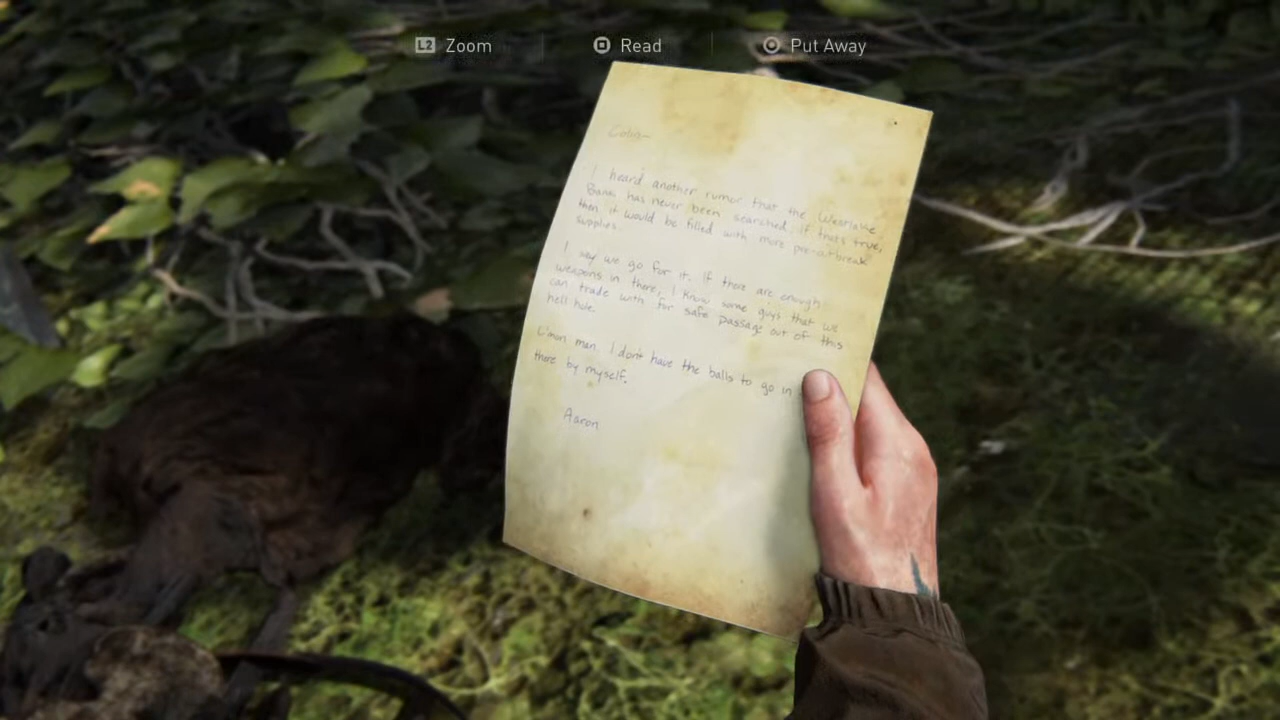 L2 Zoom
Read
Put Away
Colin-
I heard another rumor that the Westlake
Bank has never been searched. If that's true,
then it would be filled with more pre-outbreak
supplies.
I say we go for it. If there are enough
weapons in there, I know some guys that we
can trade with for safe passage out of this
hell hole.
C'mon man. I don't have the balls to go in
there by myself.
Aaron